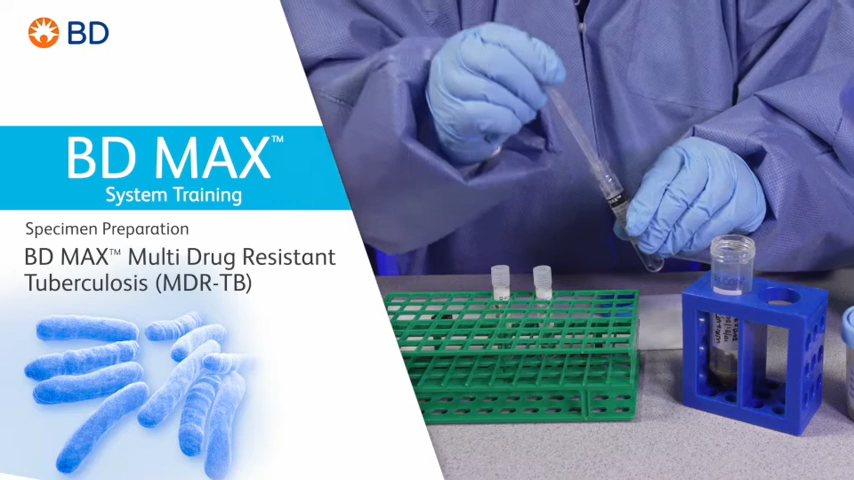 BD
BD MAX™
System Training
Specimen Preparation
BD MAX™ Multi Drug Resistant
Tuberculosis (MDR-TB)